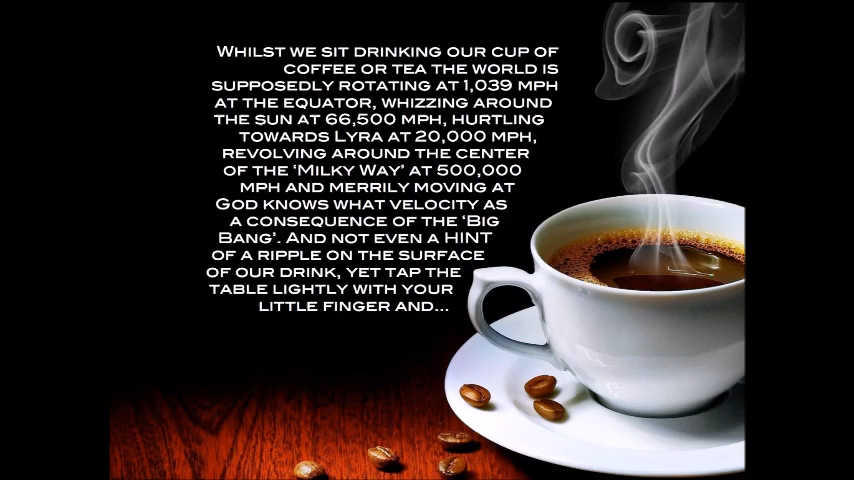 Whilst we sit drinking our cup of
coffee or tea the world is
supposedly rotating at 1,039 mph
at the equator, whizzing around
the sun at 66,500 mph, hurtling
towards Lyra at 20,000 mph,
revolving around the center
of the ‘Milky Way’ at 500,000
mph and merrily moving at
God knows what velocity as
a consequence of the ‘Big
Bang’. And not even a HINT
of a ripple on the surface
of our drink, yet tap the
table lightly with your
little finger and...